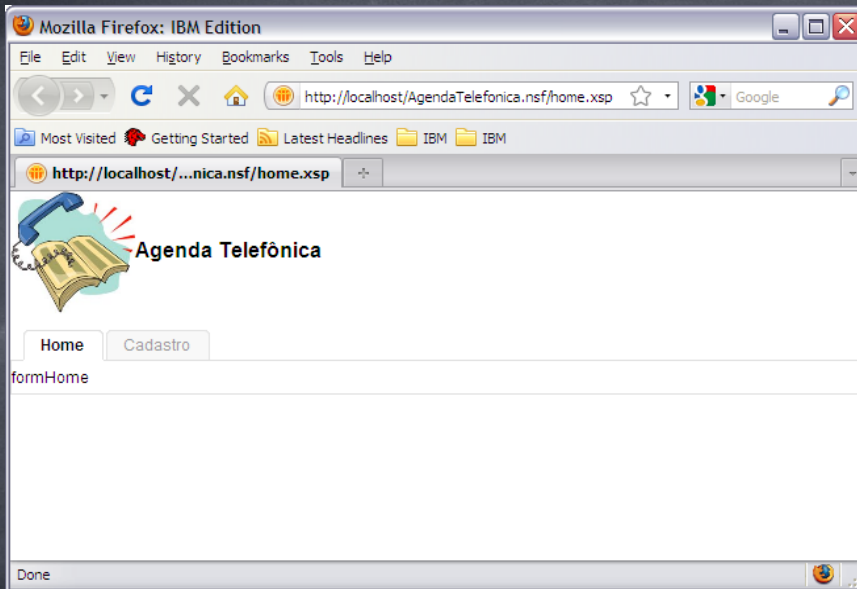 Mozilla Firefox: IBM Edition
File Edit View History Bookmarks Tools Help
http://localhost/AgendaTelefonica.nsf/home.xsp Google
Most Visited Getting Started Latest Headlines IBM IBM
http://localhost/...nica.nsf/home.xsp
Agenda Telefônica
Home Cadastro
formHome
Done